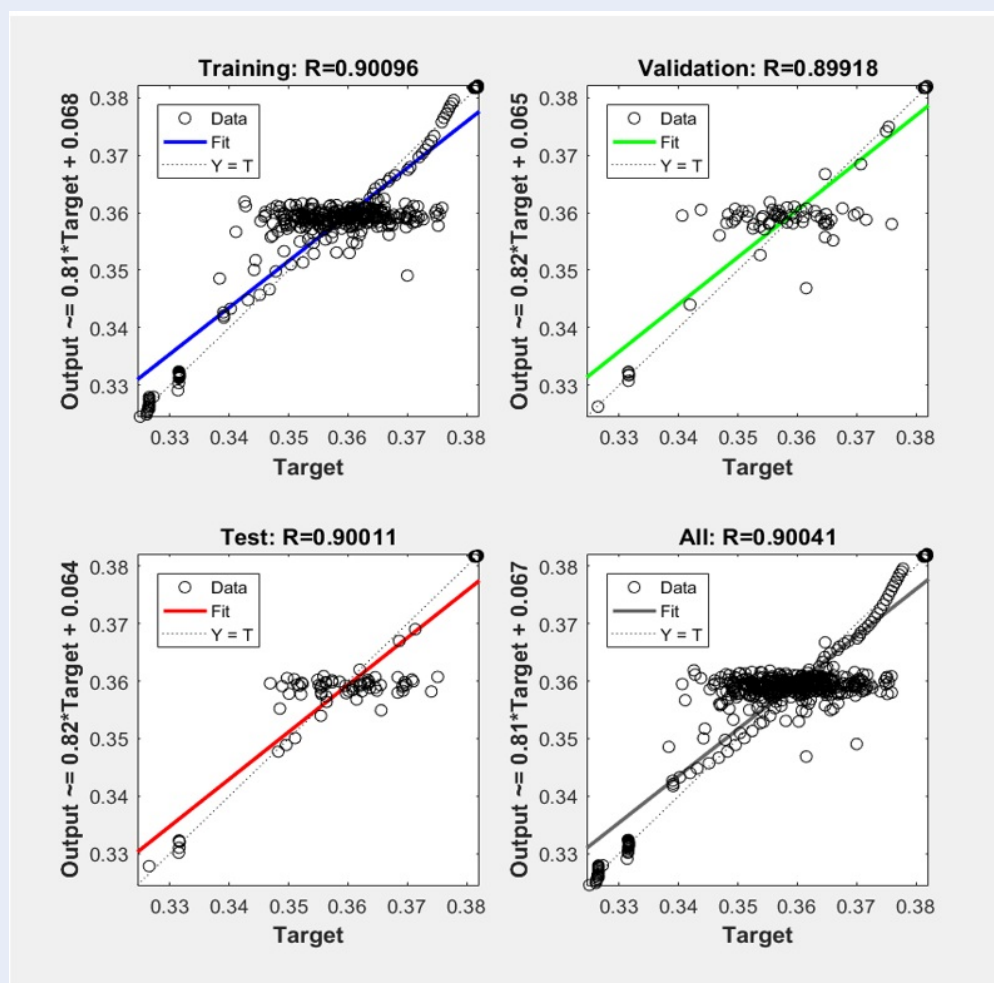 Training: R=0.90096
Output ~= 0.81*Target + 0.068
0.38
0.37
0.36
0.35
0.34
0.33
Data
Fit
Y = T
0.33 0.34 0.35 0.36 0.37 0.38
Target
Validation: R=0.89918
Output ~= 0.82*Target + 0.065
0.38
0.37
0.36
0.35
0.34
0.33
Data
Fit
Y = T
0.33 0.34 0.35 0.36 0.37 0.38
Target
Test: R=0.90011
Output ~= 0.82*Target + 0.064
0.38
0.37
0.36
0.35
0.34
0.33
Data
Fit
Y = T
0.33 0.34 0.35 0.36 0.37 0.38
Target
All: R=0.90041
Output ~= 0.81*Target + 0.067
0.38
0.37
0.36
0.35
0.34
0.33
Data
Fit
Y = T
0.33 0.34 0.35 0.36 0.37 0.38
Target